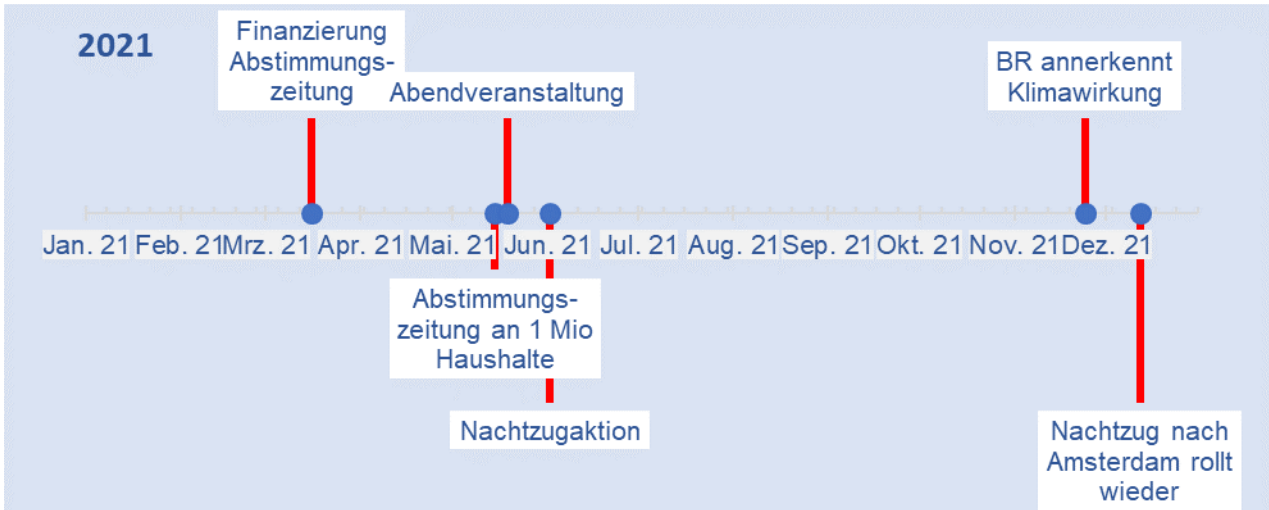 2021
Finanzierung
Abstimmungs-
zeitung
Abendveranstaltung
BR annerkennt
Klimawirkung
Jan. 21 Feb. 21 Mrz. 21 Apr. 21 Mai. 21 Jun. 21 Jul. 21 Aug. 21 Sep. 21 Okt. 21 Nov. 21 Dez. 21
Abstimmungs-
zeitung an 1 Mio
Haushalte
Nachtzugaktion
Nachtzug nach
Amsterdam rollt
wieder